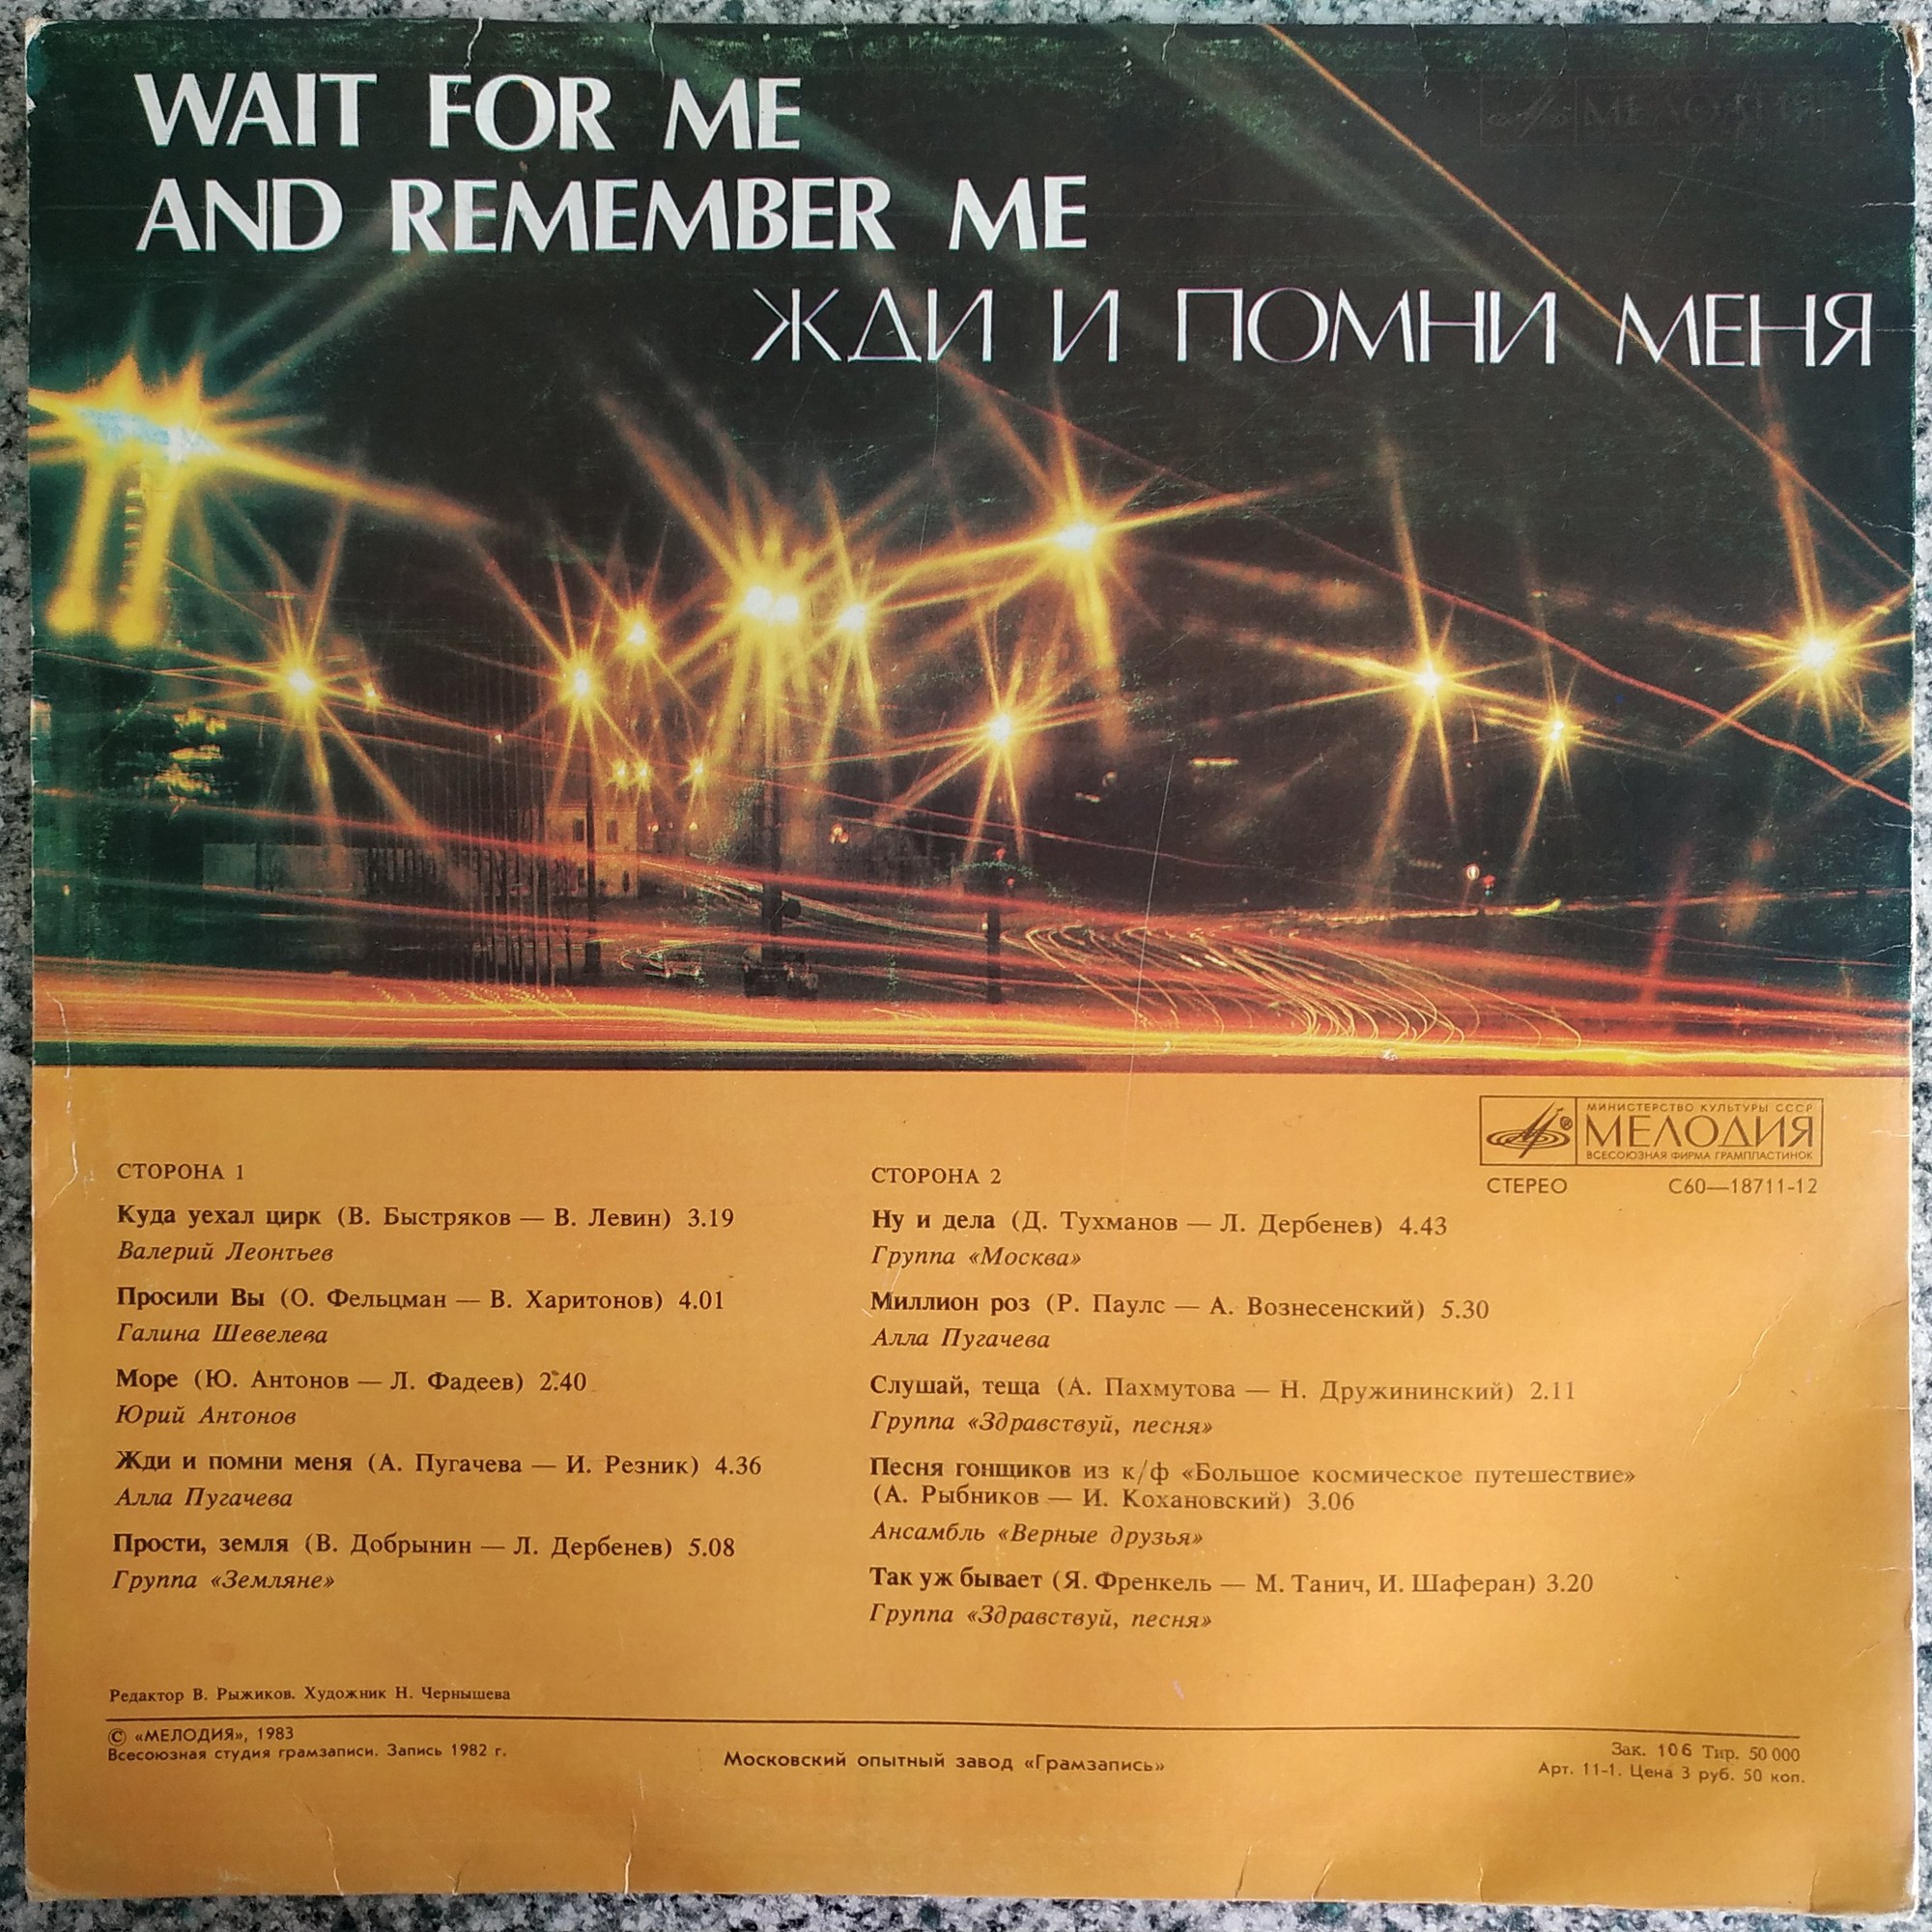 WAIT FOR ME
AND REMEMBER ME
ЖДИ И ПОМНИ МЕНЯ
МЕЛОДИЯ
МИНИСТЕРСТВО КУЛЬТУРЫ СССР
МЕЛОДИЯ
ВСЕСОЮЗНАЯ ФИРМА ГРАМПЛАСТИНОК
СТЕРЕО С60—18711-12
СТОРОНА 1
Куда уехал цирк (В. Быстряков — В. Левин) 3.19
Валерий Леонтьев
Просили Вы (О. Фельцман — В. Харитонов) 4.01
Галина Шевелева
Море (Ю. Антонов — Л. Фадеев) 2.40
Юрий Антонов
Жди и помни меня (А. Пугачева — И. Резник) 4.36
Алла Пугачева
Прости, земля (В. Добрынин — Л. Дербенев) 5.08
Группа «Земляне»
СТОРОНА 2
Ну и дела (Д. Тухманов — Л. Дербенев) 4.43
Группа «Москва»
Миллион роз (Р. Паулс — А. Вознесенский) 5.30
Алла Пугачева
Слушай, теща (А. Пахмутова — Н. Дружининский) 2.11
Группа «Здравствуй, песня»
Песня гонщиков из к/ф «Большое космическое путешествие»
(А. Рыбников — И. Кохановский) 3.06
Ансамбль «Верные друзья»
Так уж бывает (Я. Френкель — М. Танич, И. Шаферан) 3.20
Группа «Здравствуй, песня»
Редактор В. Рыжиков. Художник Н. Чернышева
© «МЕЛОДИЯ», 1983
Всесоюзная студия грамзаписи. Запись 1982 г.
Московский опытный завод «Грамзапись»
Зак. 106 Тир. 50 000
Арт. 11-1. Цена 3 руб. 50 коп.